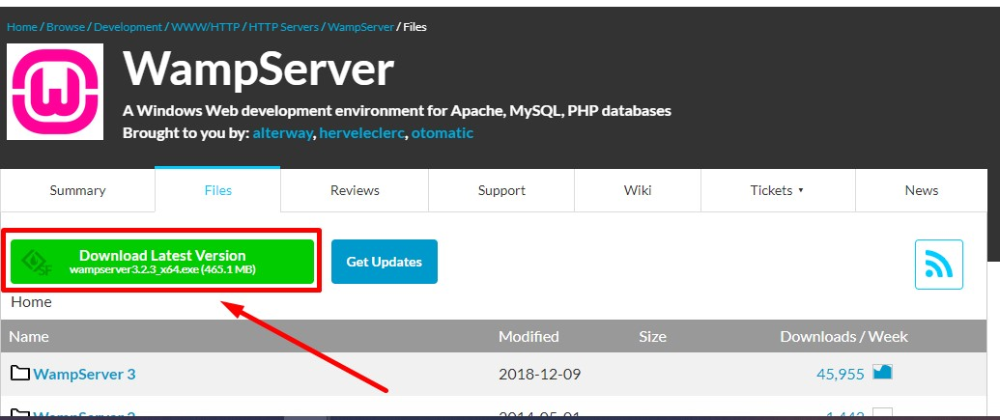 Home / Browse / Development / WWW/HTTP / HTTP Servers / WampServer / Files
WampServer
A Windows Web development environment for Apache, MySQL, PHP databases
Brought to you by: alterway, herveleclerc, otomatic
Summary Files Reviews Support Wiki Tickets ▾ News
Download Latest Version
wampserver3.2.3_x64.exe (465.1 MB)
Get Updates
Home
Name Modified Size Downloads / Week
WampServer 3 2018-12-09 45,955